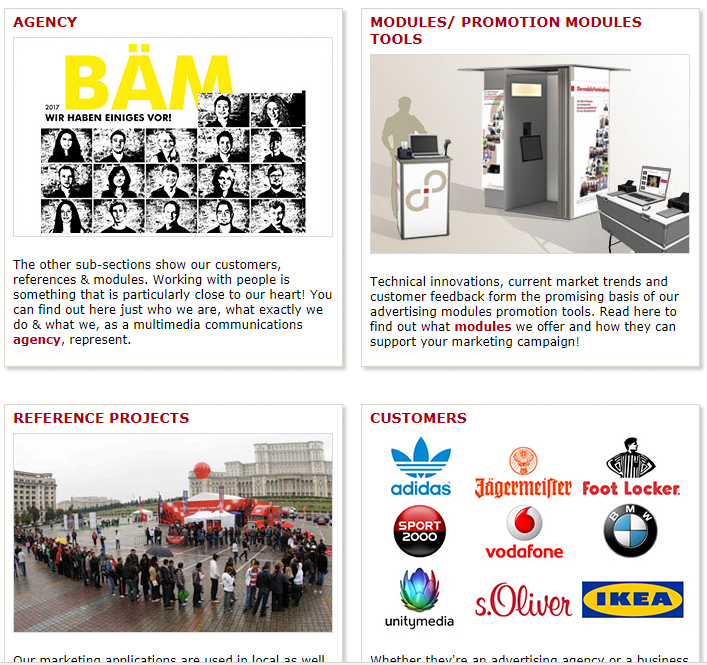 AGENCY
BÄM
2017
WIR HABEN EINIGES VOR!
The other sub-sections show our customers,
references & modules. Working with people is
something that is particularly close to our heart! You
can find out here just who we are, what exactly we
do & what we, as a multimedia communications
agency, represent.
MODULES/ PROMOTION MODULES
TOOLS
Technical innovations, current market trends and
customer feedback form the promising basis of our
advertising modules promotion tools. Read here to
find out what modules we offer and how they can
support your marketing campaign!
REFERENCE PROJECTS
Our marketing applications are used in local as well
CUSTOMERS
adidas
Jägermeister
Foot Locker.
SPORT
2000
vodafone
BMW
unitymedia
s.Oliver
IKEA
Whether they're an advertising agency or a business